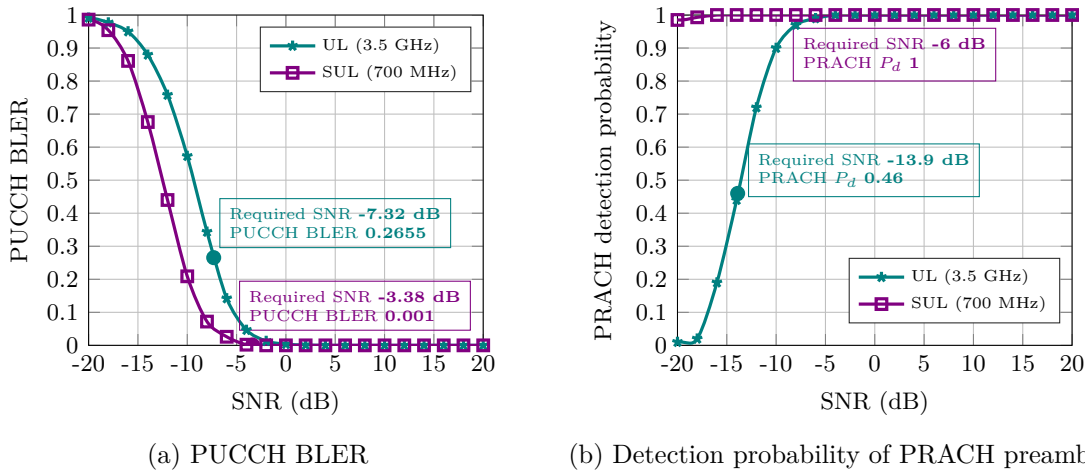 1
0.9
0.8
0.7
0.6
0.5
0.4
0.3
0.2
0.1
0
PUCCH BLER
UL (3.5 GHz)
SUL (700 MHz)
Required SNR -7.32 dB
PUCCH BLER 0.2655
Required SNR -3.38 dB
PUCCH BLER 0.001
-20 -15 -10 -5 0 5 10 15 20
SNR (dB)
(a) PUCCH BLER
1
0.9
0.8
0.7
0.6
0.5
0.4
0.3
0.2
0.1
0
PRACH detection probability
Required SNR -6 dB
PRACH P_d 1
Required SNR -13.9 dB
PRACH P_d 0.46
UL (3.5 GHz)
SUL (700 MHz)
-20 -15 -10 -5 0 5 10 15 20
SNR (dB)
(b) Detection probability of PRACH preamb